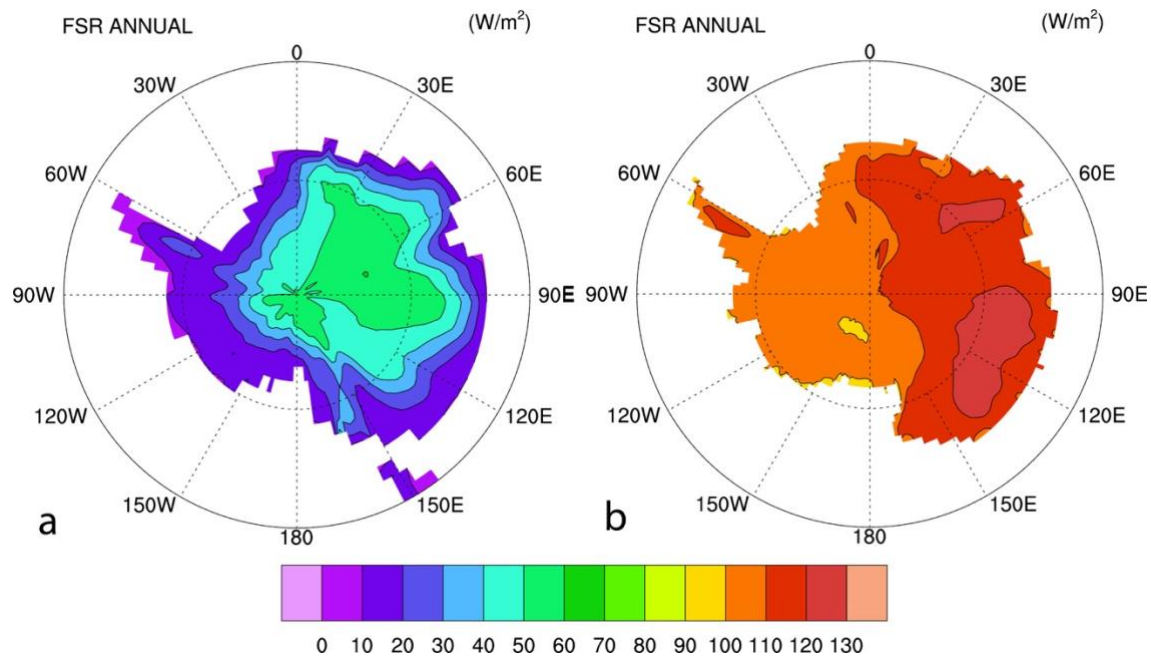 FSR ANNUAL (W/m²) FSR ANNUAL (W/m²)
0 0
30W 30E 30W 30E
60W 60E 60W 60E
90W 90E 90W 90E
120W 120E 120W 120E
150W 150E 150W 150E
a 180 b 180
0 10 20 30 40 50 60 70 80 90 100 110 120 130